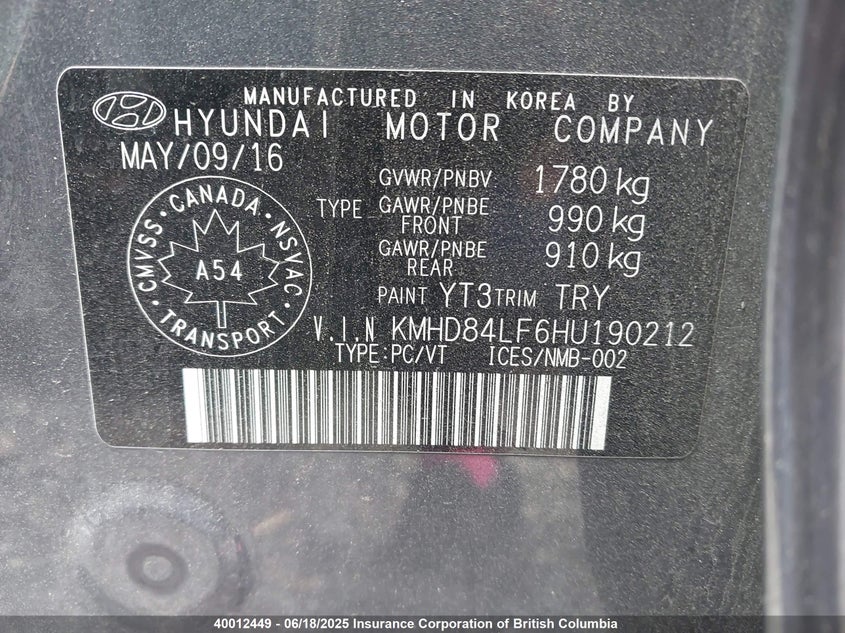 MANUFACTURED IN KOREA BY
HYUNDAI MOTOR COMPANY
MAY/09/16
GVWR/PNBV 1780 kg
TYPE GAWR/PNBE FRONT 990 kg
GAWR/PNBE REAR 910 kg
PAINT YT3 TRIM TRY
CMVSS · CANADA · NSVAC · TRANSPORT ·
A54
V.I.N KMHD84LF6HU190212
TYPE:PC/VT ICES/NMB-002
40012449 - 06/18/2025 Insurance Corporation of British Columbia